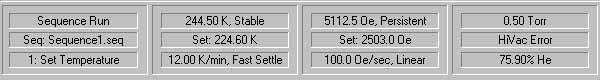 Sequence Run
Seq: Sequence1.seq
1: Set Temperature
244.50 K, Stable
Set: 224.60 K
12.00 K/min, Fast Settle
5112.5 Oe, Persistent
Set: 2503.0 Oe
100.0 Oe/sec, Linear
0.50 Torr
HiVac Error
75.90% He